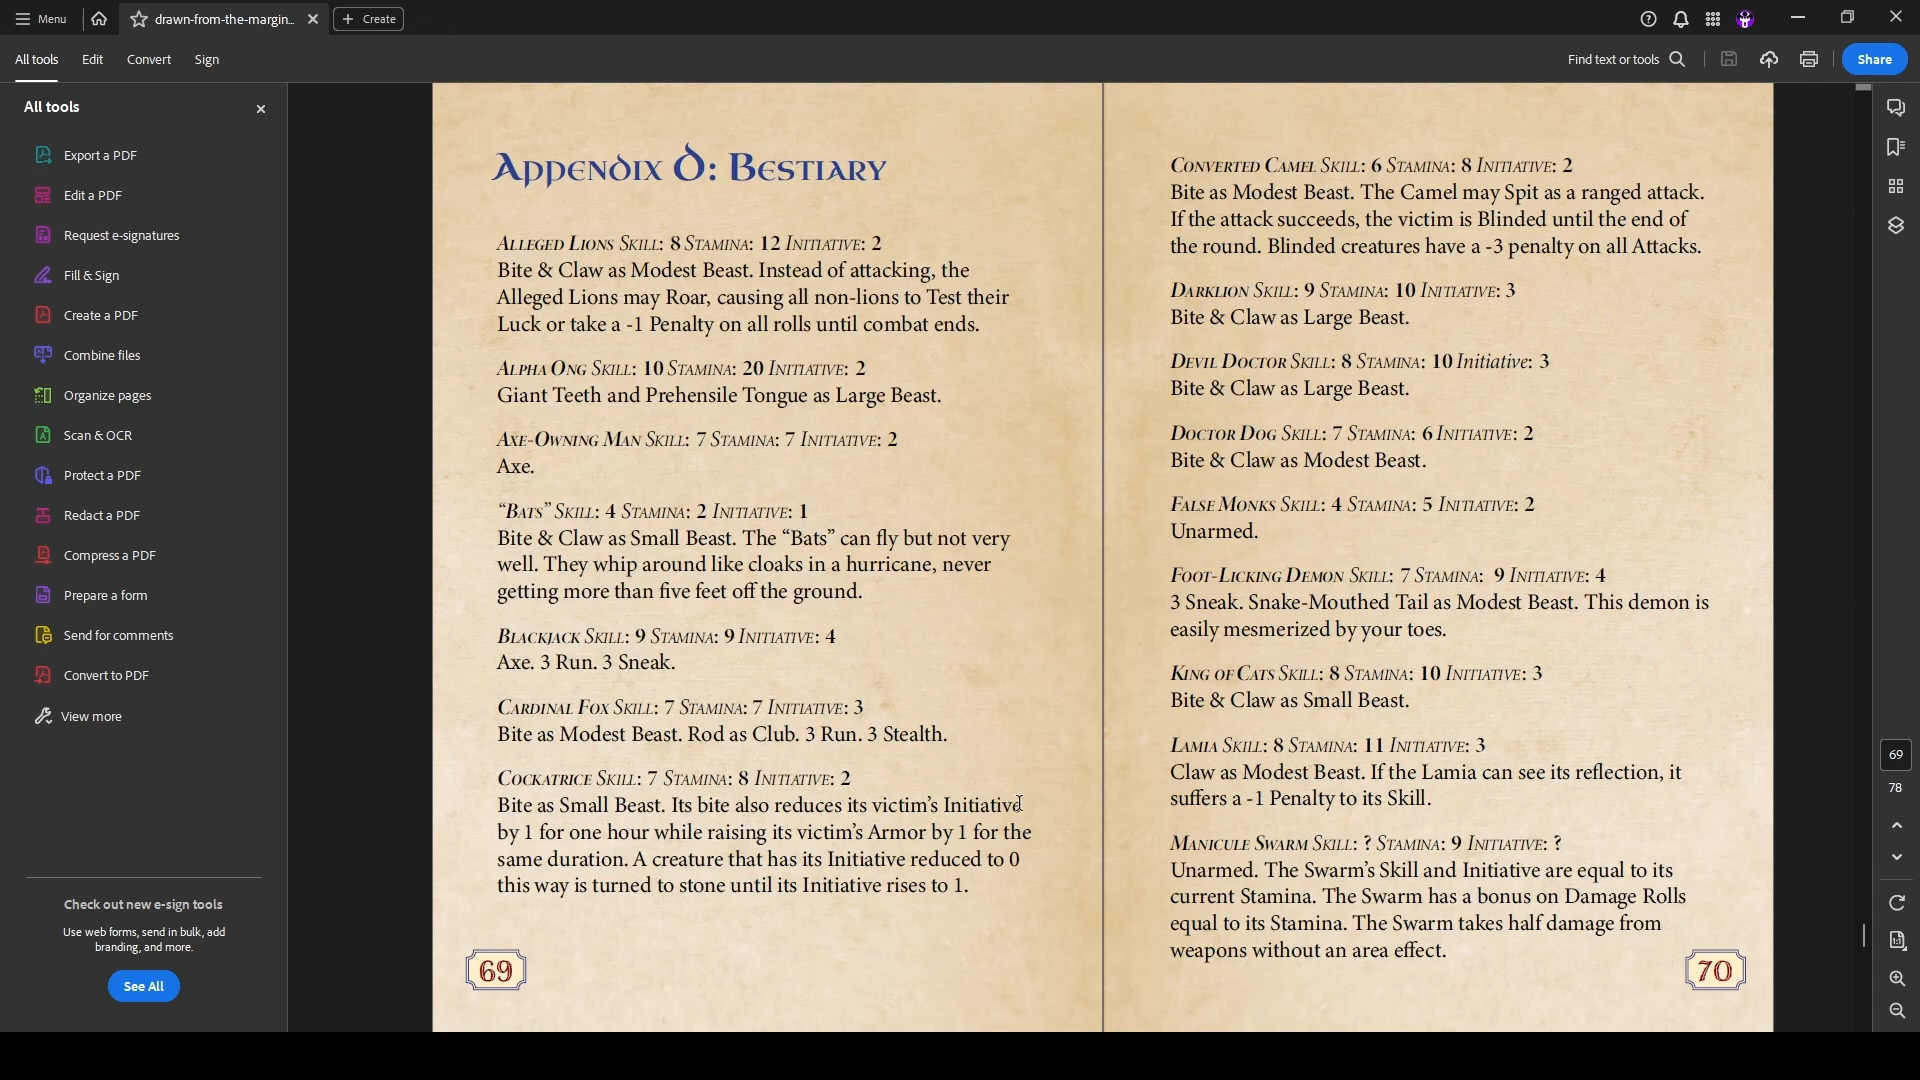 Menu
drawn-from-the-margin...
Create
All tools
Edit
Convert
Sign
Find text or tools
Share
All tools
Export a PDF
Edit a PDF
Request e-signatures
Fill & Sign
Create a PDF
Combine files
Organize pages
Scan & OCR
Protect a PDF
Redact a PDF
Compress a PDF
Prepare a form
Send for comments
Convert to PDF
View more
Check out new e-sign tools
Use web forms, send in bulk, add
branding, and more.
See All
Appendix D: Bestiary
Alleged Lions Skill: 8 Stamina: 12 Initiative: 2
Bite & Claw as Modest Beast. Instead of attacking, the
Alleged Lions may Roar, causing all non-lions to Test their
Luck or take a -1 Penalty on all rolls until combat ends.
Alpha Ong Skill: 10 Stamina: 20 Initiative: 2
Giant Teeth and Prehensile Tongue as Large Beast.
Axe-Owning Man Skill: 7 Stamina: 7 Initiative: 2
Axe.
“Bats” Skill: 4 Stamina: 2 Initiative: 1
Bite & Claw as Small Beast. The “Bats” can fly but not very
well. They whip around like cloaks in a hurricane, never
getting more than five feet off the ground.
Blackjack Skill: 9 Stamina: 9 Initiative: 4
Axe. 3 Run. 3 Sneak.
Cardinal Fox Skill: 7 Stamina: 7 Initiative: 3
Bite as Modest Beast. Rod as Club. 3 Run. 3 Stealth.
Cockatrice Skill: 7 Stamina: 8 Initiative: 2
Bite as Small Beast. Its bite also reduces its victim’s Initiative
by 1 for one hour while raising its victim’s Armor by 1 for the
same duration. A creature that has its Initiative reduced to 0
this way is turned to stone until its Initiative rises to 1.
69
Converted Camel Skill: 6 Stamina: 8 Initiative: 2
Bite as Modest Beast. The Camel may Spit as a ranged attack.
If the attack succeeds, the victim is Blinded until the end of
the round. Blinded creatures have a -3 penalty on all Attacks.
Darklion Skill: 9 Stamina: 10 Initiative: 3
Bite & Claw as Large Beast.
Devil Doctor Skill: 8 Stamina: 10 Initiative: 3
Bite & Claw as Large Beast.
Doctor Dog Skill: 7 Stamina: 6 Initiative: 2
Bite & Claw as Modest Beast.
False Monks Skill: 4 Stamina: 5 Initiative: 2
Unarmed.
Foot-Licking Demon Skill: 7 Stamina: 9 Initiative: 4
3 Sneak. Snake-Mouthed Tail as Modest Beast. This demon is
easily mesmerized by your toes.
King of Cats Skill: 8 Stamina: 10 Initiative: 3
Bite & Claw as Small Beast.
Lamia Skill: 8 Stamina: 11 Initiative: 3
Claw as Modest Beast. If the Lamia can see its reflection, it
suffers a -1 Penalty to its Skill.
Manicule Swarm Skill: ? Stamina: 9 Initiative: ?
Unarmed. The Swarm’s Skill and Initiative are equal to its
current Stamina. The Swarm has a bonus on Damage Rolls
equal to its Stamina. The Swarm takes half damage from
weapons without an area effect.
70
69
78